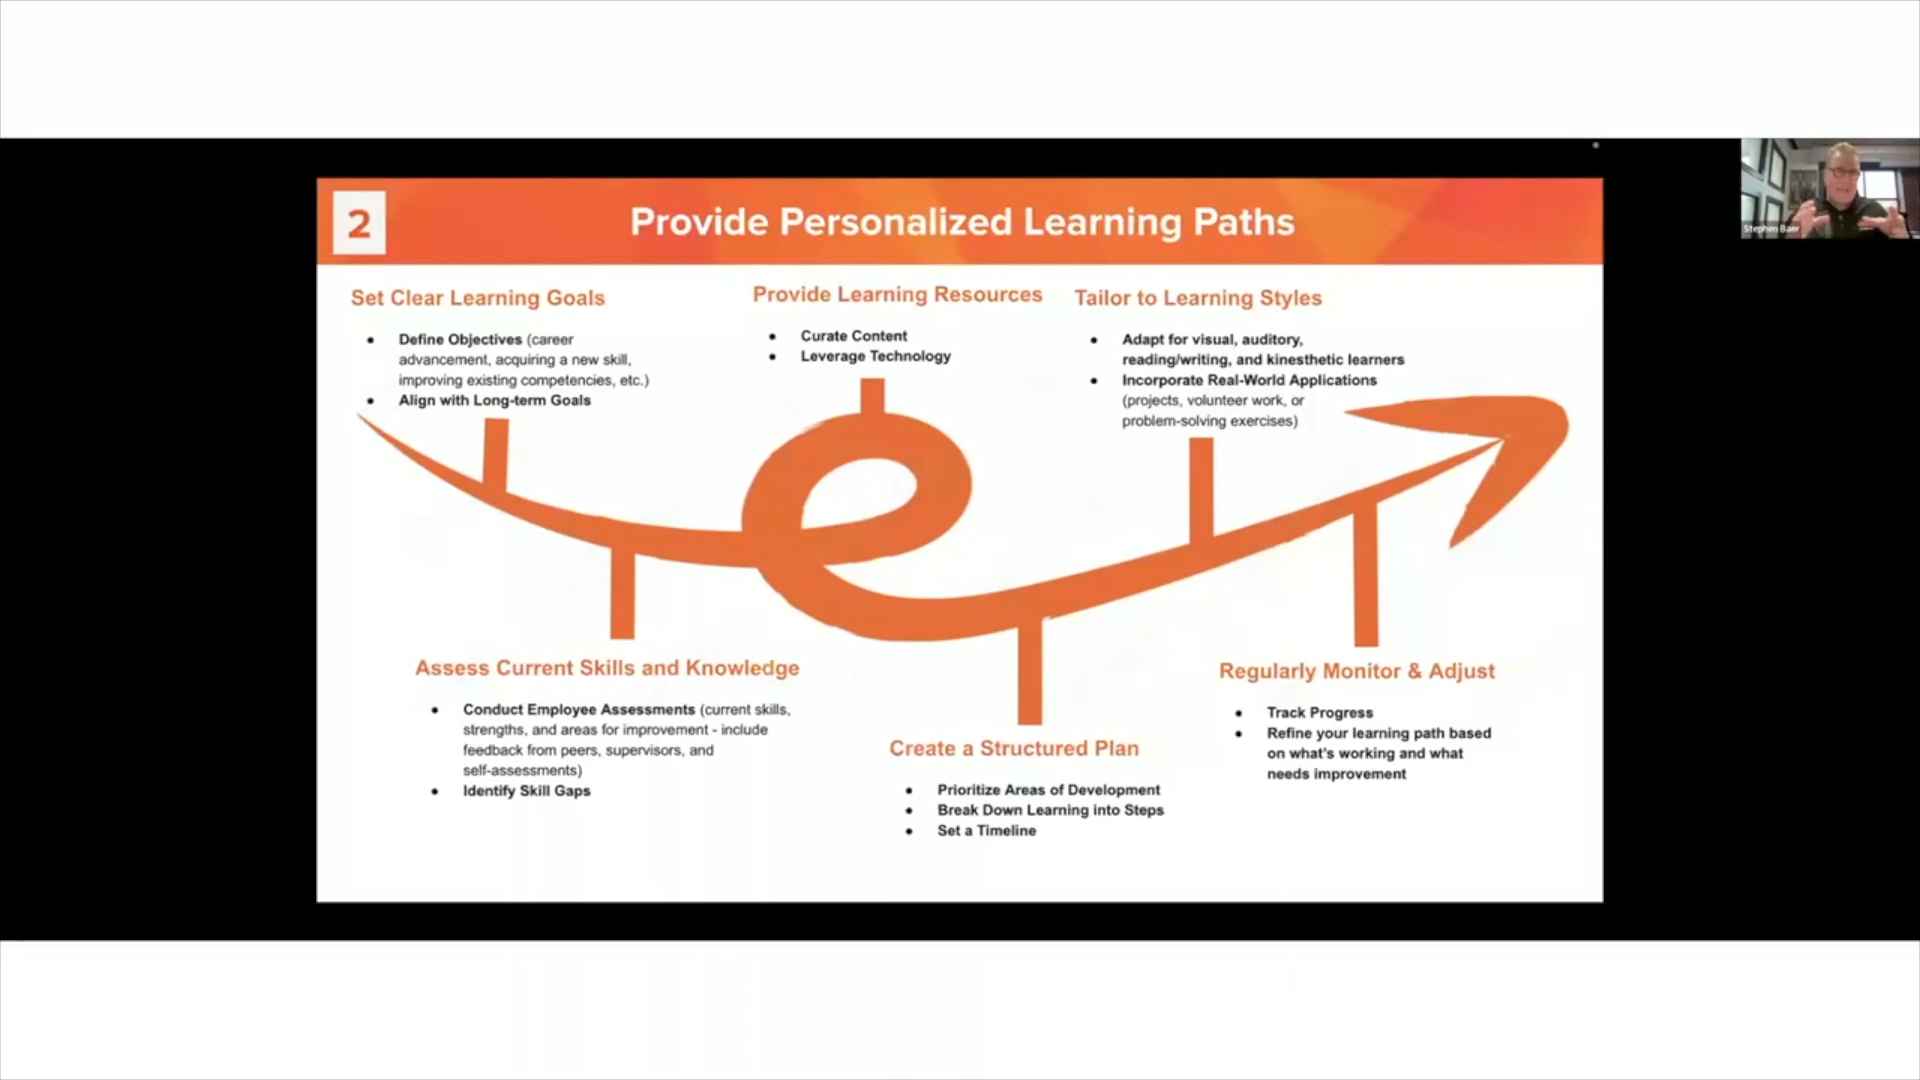 2
Provide Personalized Learning Paths
Stephen Baer
Set Clear Learning Goals
● Define Objectives (career
advancement, acquiring a new skill,
improving existing competencies, etc.)
● Align with Long-term Goals
Provide Learning Resources
● Curate Content
● Leverage Technology
Tailor to Learning Styles
● Adapt for visual, auditory,
reading/writing, and kinesthetic learners
● Incorporate Real-World Applications
(projects, volunteer work, or
problem-solving exercises)
Assess Current Skills and Knowledge
● Conduct Employee Assessments (current skills,
strengths, and areas for improvement - include
feedback from peers, supervisors, and
self-assessments)
● Identify Skill Gaps
Create a Structured Plan
● Prioritize Areas of Development
● Break Down Learning into Steps
● Set a Timeline
Regularly Monitor & Adjust
● Track Progress
● Refine your learning path based
on what's working and what
needs improvement